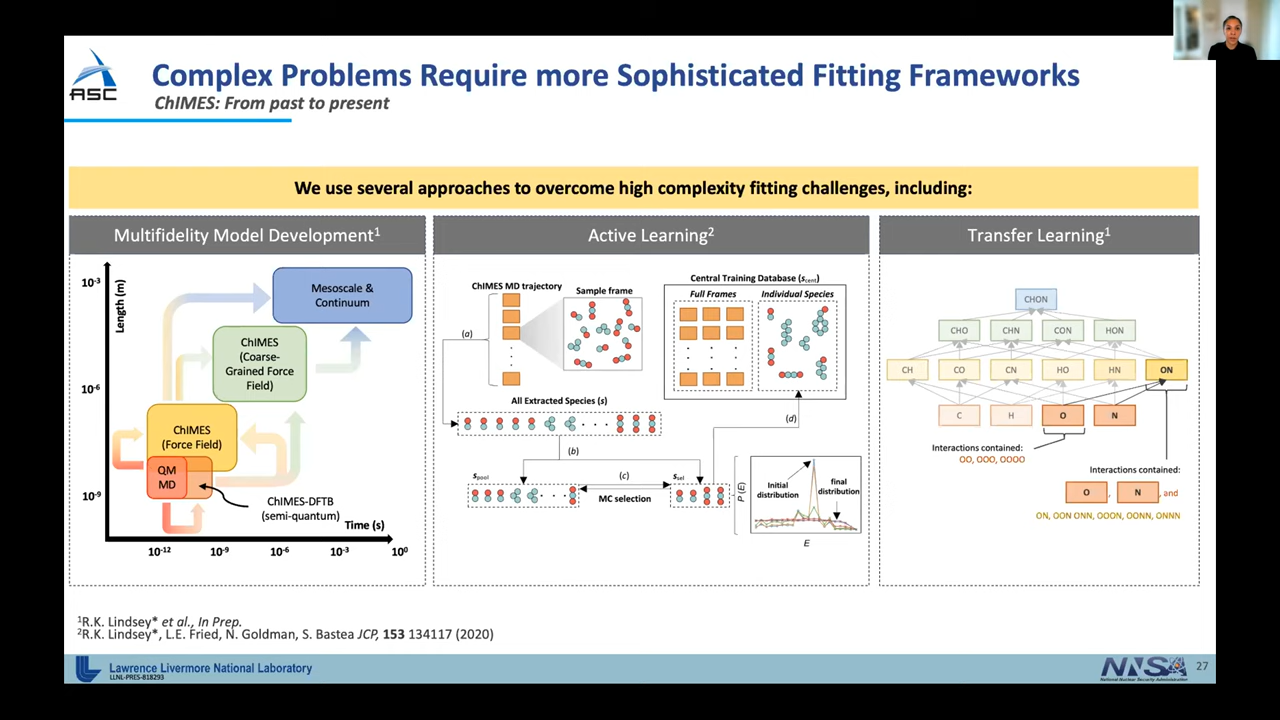 ASC
Complex Problems Require more Sophisticated Fitting Frameworks
ChIMES: From past to present
We use several approaches to overcome high complexity fitting challenges, including:
Multifidelity Model Development1
Length (m)
10-3
10-6
10-9
Mesoscale &
Continuum
ChIMES
(Coarse-
Grained Force
Field)
ChIMES
(Force Field)
QM
MD
ChIMES-DFTB
(semi-quantum)
Time (s)
10-12
10-9
10-6
10-3
100
Active Learning2
ChIMES MD trajectory
Sample frame
(a)
Central Training Database (scent)
Full Frames
Individual Species
All Extracted Species (s)
(b)
(d)
spool
(c)
MC selection
ssel
P (E)
Initial
distribution
final
distribution
E
Transfer Learning1
CHON
CHO CHN CON HON
CH CO CN HO HN ON
C H O N
Interactions contained:
OO, OOO, OOOO
Interactions contained:
O , N , and
ON, OON ONN, OOON, OONN, ONNN
1R.K. Lindsey* et al., In Prep.
2R.K. Lindsey*, L.E. Fried, N. Goldman, S. Bastea JCP, 153 134117 (2020)
Lawrence Livermore National Laboratory
LLNL-PRES-818293
NNSA
National Nuclear Security Administration
27